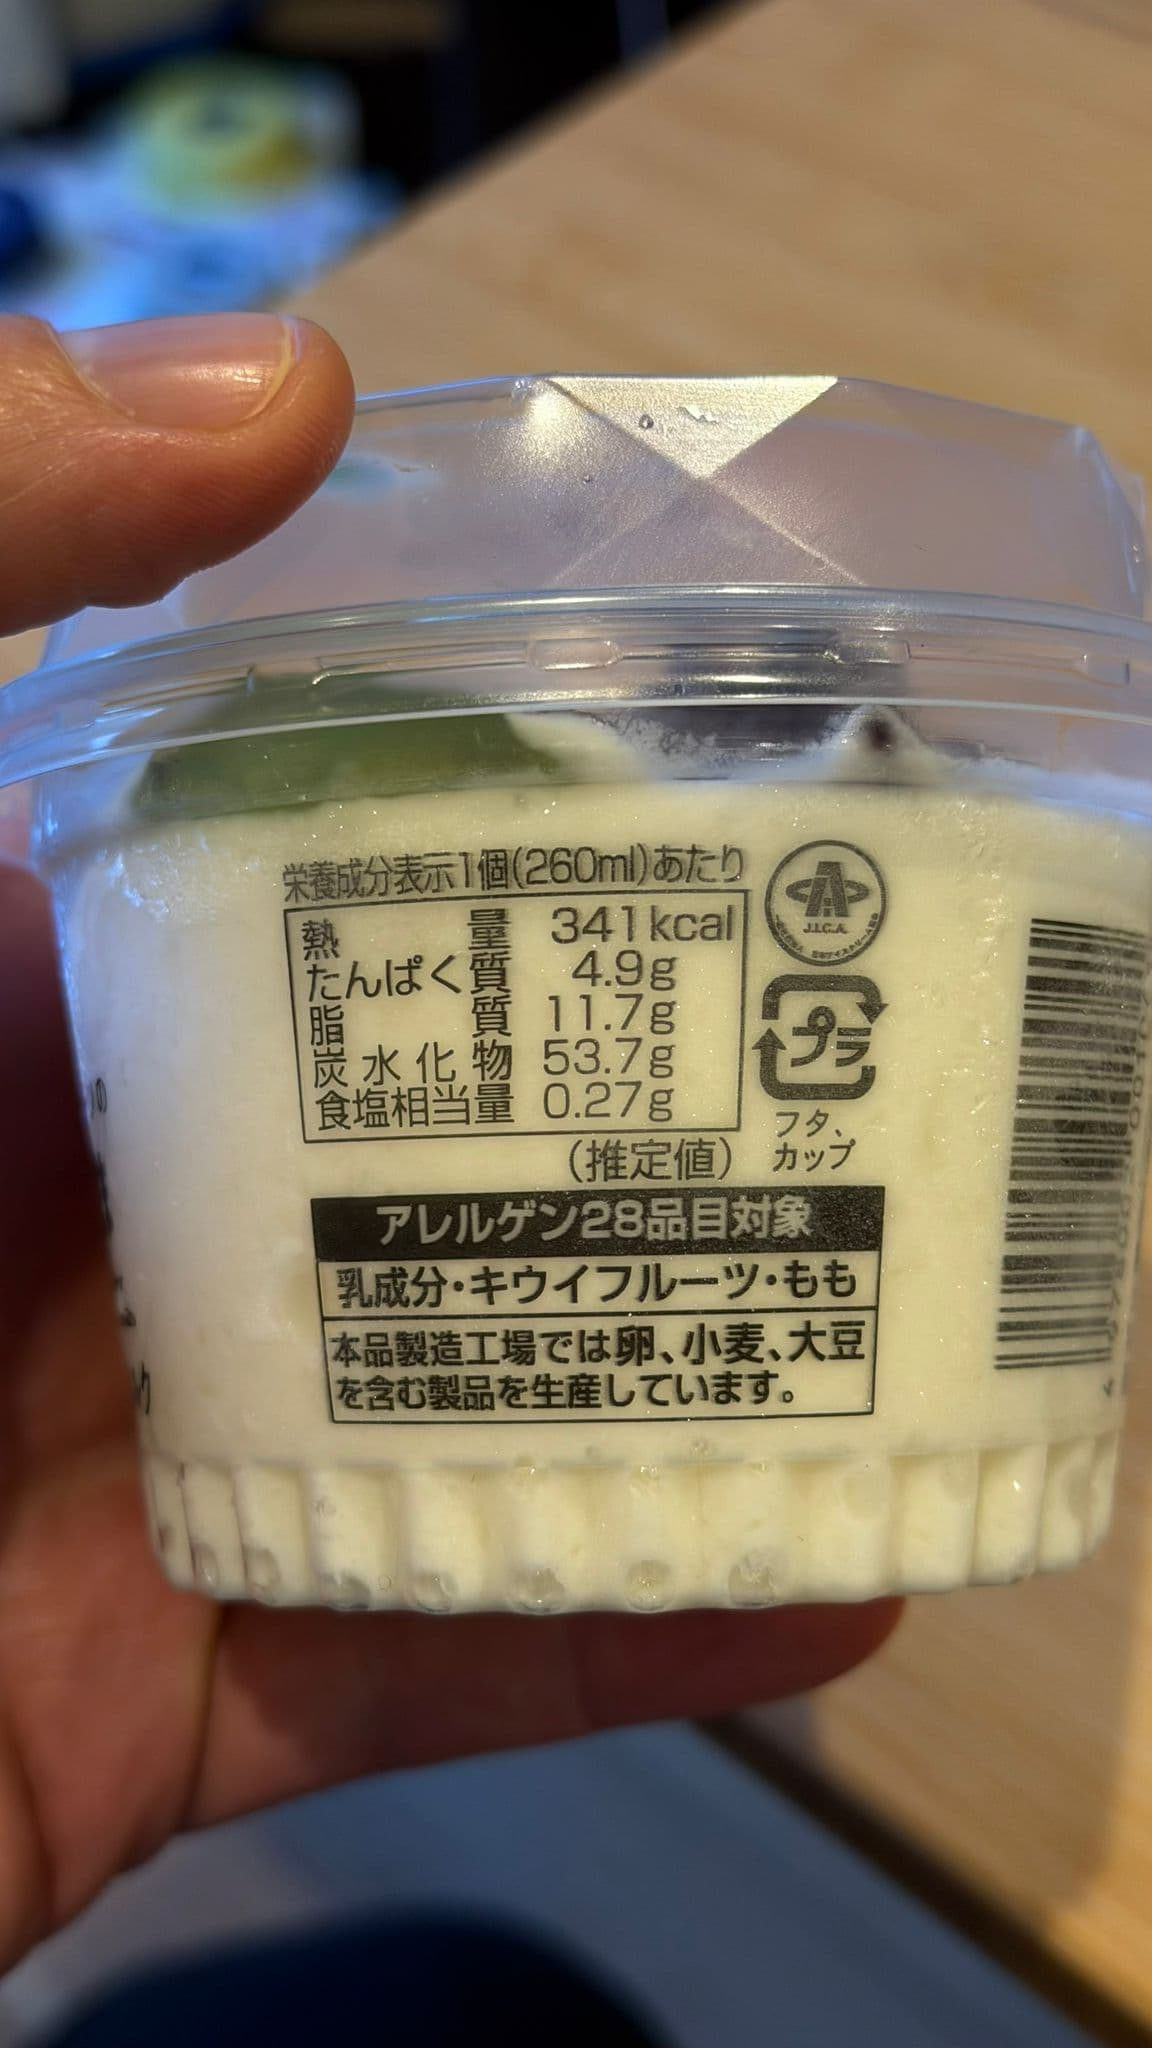 栄養成分表示1個(260ml)あたり
熱量 341kcal
たんぱく質 4.9g
脂質 11.7g
炭水化物 53.7g
食塩相当量 0.27g
(推定値)
J.I.C.A.
プラ
フタ、
カップ
アレルゲン28品目対象
乳成分・キウイフルーツ・もも
本品製造工場では卵、小麦、大豆
を含む製品を生産しています。